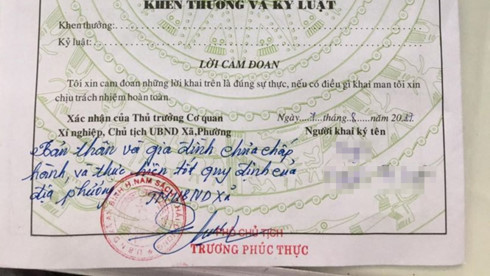 KHEN THƯỞNG VÀ KỶ LUẬT
Khen thưởng:
Kỷ luật:
LỜI CAM ĐOAN
Tôi xin cam đoan những lời khai trên là đúng sự thực, nếu có điều gì khai man tôi xin
chịu trách nhiệm hoàn toàn.
Xác nhận của Thủ trưởng Cơ quan
Xí nghiệp, Chủ tịch UBND Xã,Phường
Ngày tháng 8 năm 20
Người khai ký tên
Bản thân và gia đình chưa chấp
hành và thực hiện tốt quy định của
địa phương
TM UBND Xã
PHÓ CHỦ TỊCH
TRƯƠNG PHÚC THỰC